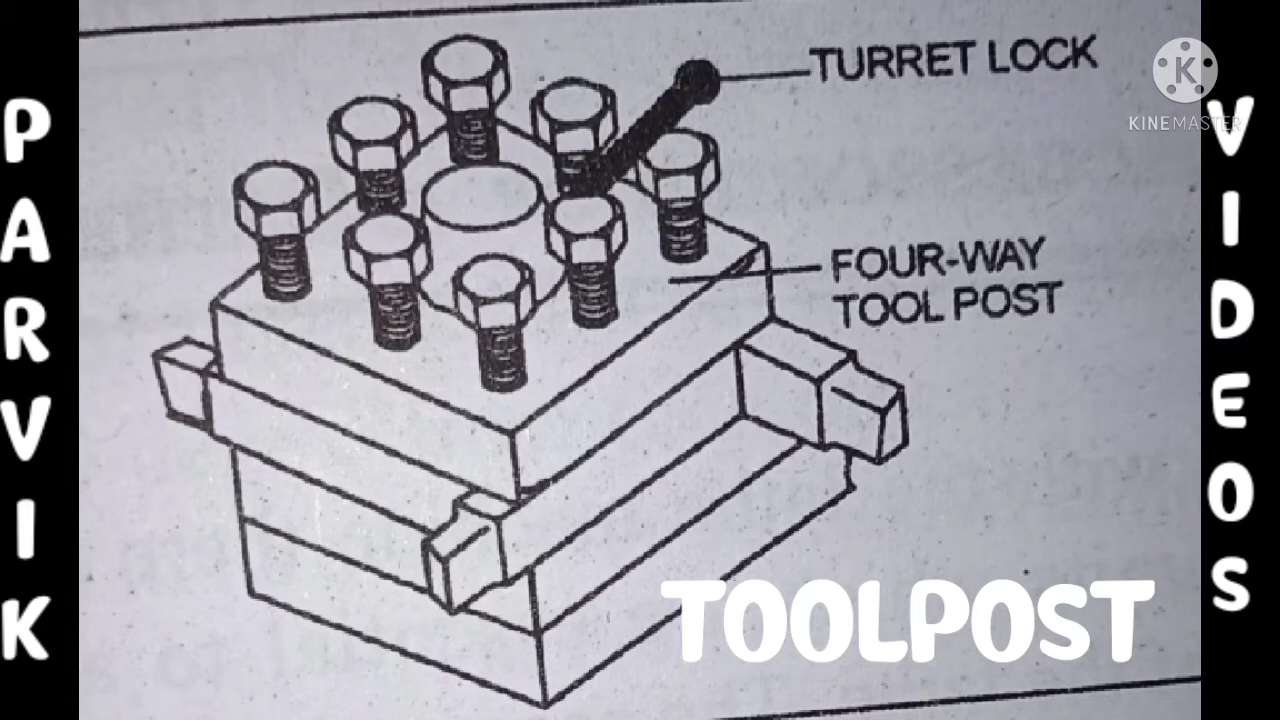 PARVIK
TURRET LOCK
FOUR-WAY
TOOL POST
TOOLPOST
KINEMASTER
VIDEOS